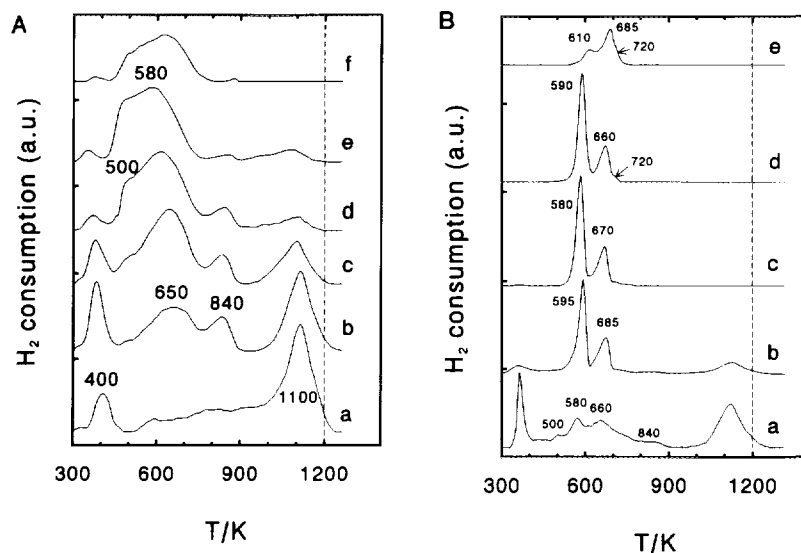 A
H₂ consumption (a.u.)
f
580
e
500
d
c
650
840
b
400
1100
a
300
600
900
1200
T/K
B
H₂ consumption (a.u.)
610
685
720
e
590
660
720
d
580
670
c
595
685
b
500
580
660
840
a
300
600
900
1200
T/K